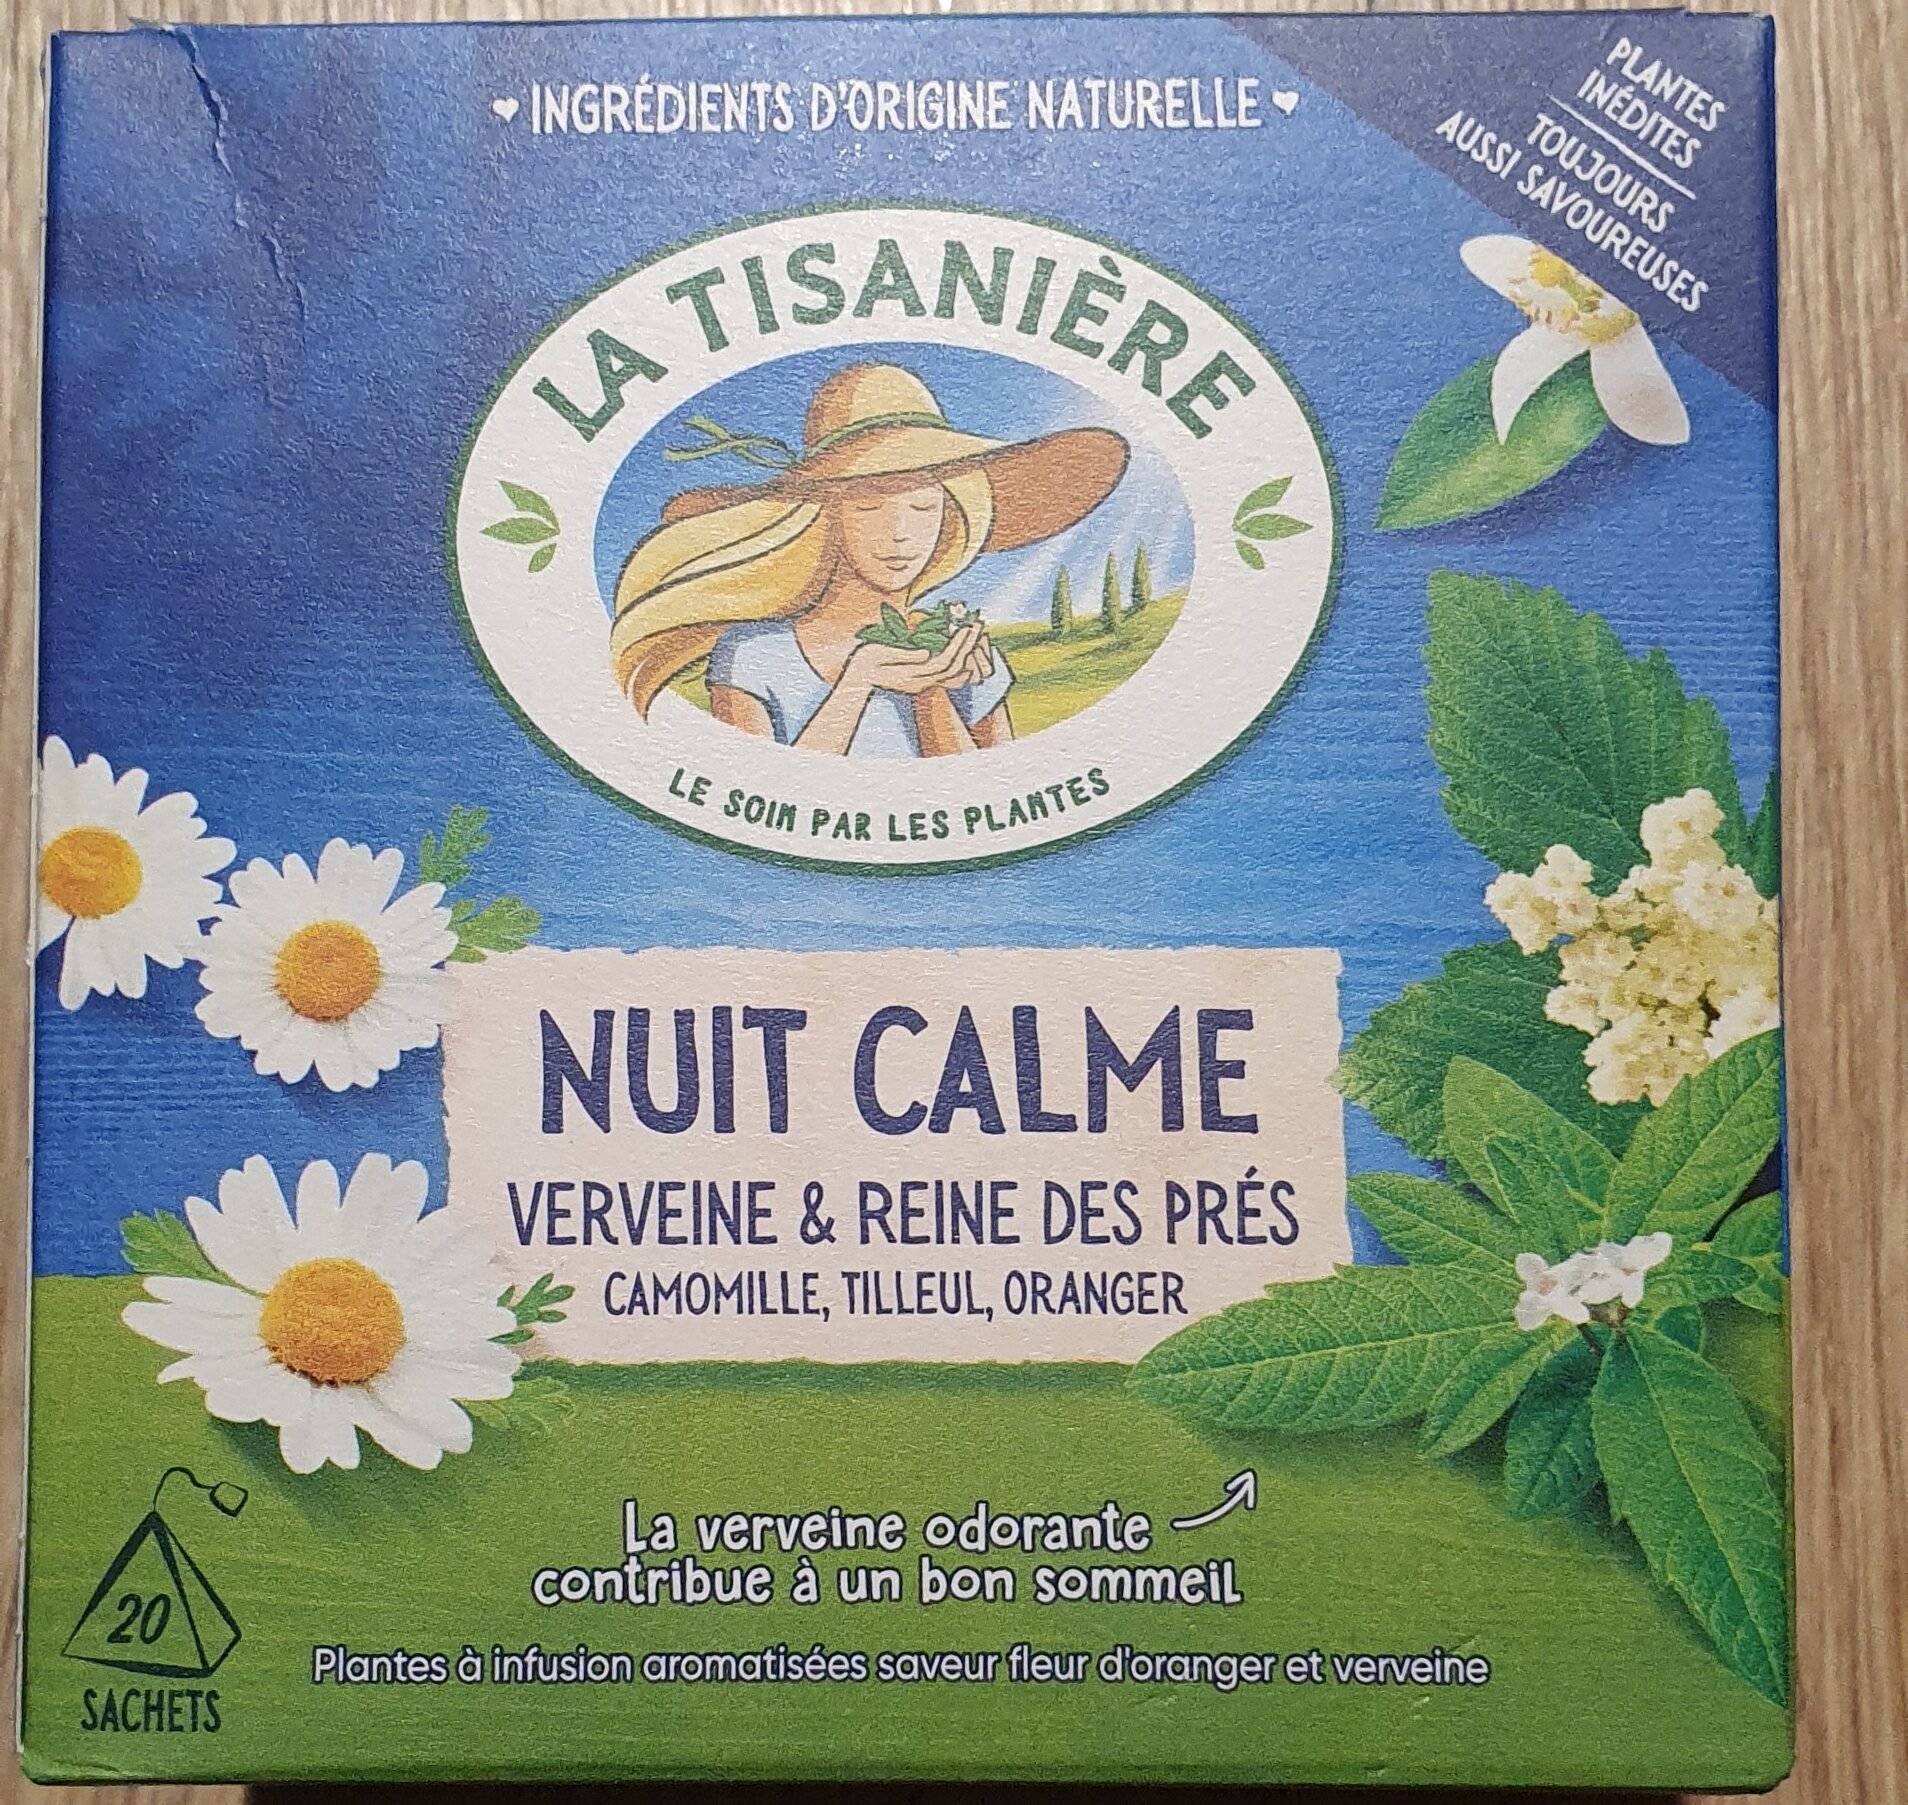 INGRÉDIENTS D'ORIGINE NATURELLE
PLANTES
INÉDITES
TOUJOURS
AUSSI SAVOUREUSES
LA TISANIÈRE
LE SOIN PAR LES PLANTES
NUIT CALME
VERVEINE & REINE DES PRÉS
CAMOMILLE, TILLEUL, ORANGER
La verveine odorante
contribue à un bon sommeil
20
SACHETS
Plantes à infusion aromatisées saveur fleur d'oranger et verveine